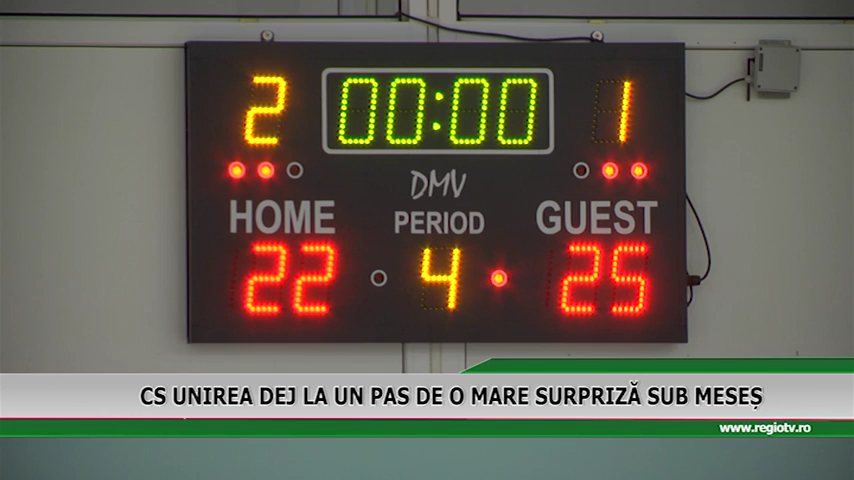 2 00:00 1
DMV
HOME PERIOD GUEST
22 4 25
CS UNIREA DEJ LA UN PAS DE O MARE SURPRIZĂ SUB MESEȘ
www.regiotv.ro